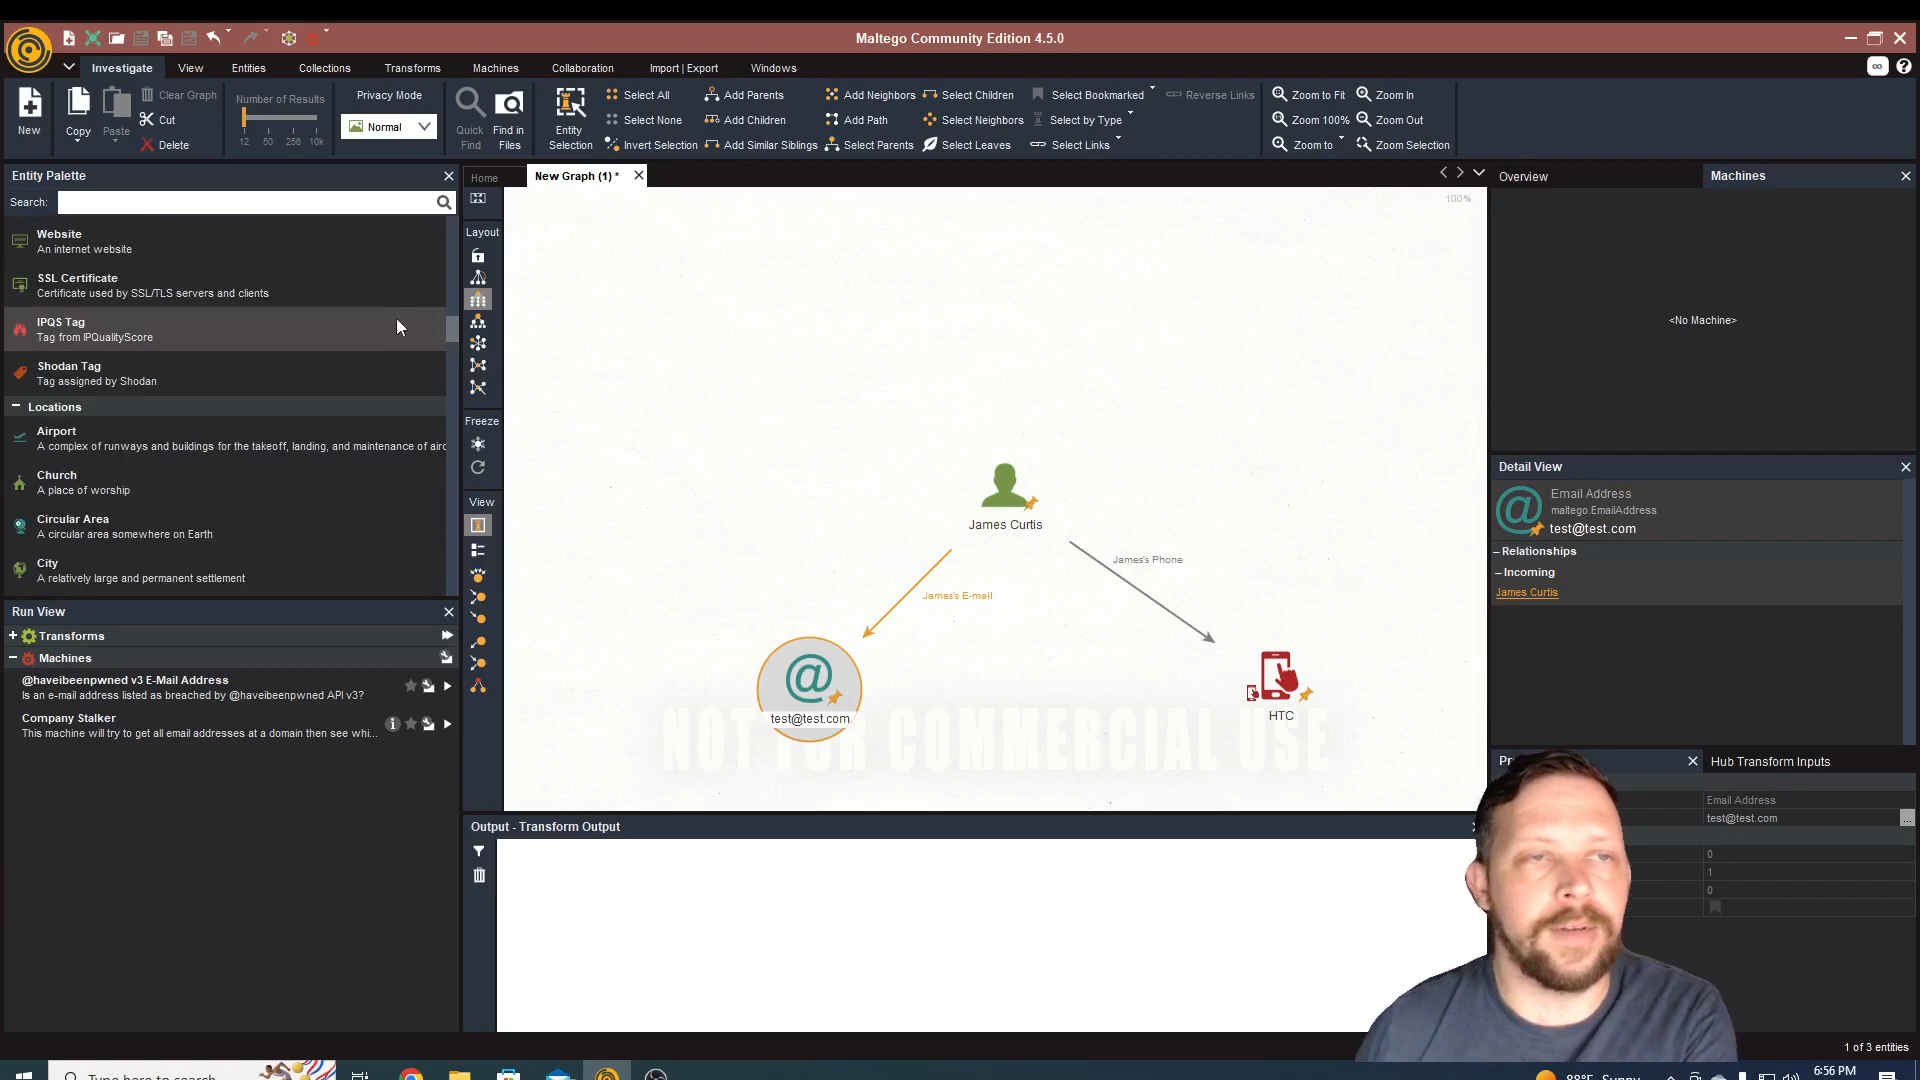 Maltego Community Edition 4.5.0
Investigate View Entities Collections Transforms Machines Collaboration Import | Export Windows
New Copy Paste Clear Graph Cut Delete
Number of Results
12 50 256 10k
Privacy Mode
Normal
Quick Find
Find in Files
Entity Selection
Select All Add Parents Add Neighbors Select Children Select Bookmarked Reverse Links Zoom to Fit Zoom In
Select None Add Children Add Path Select Neighbors Select by Type Zoom 100% Zoom Out
Invert Selection Add Similar Siblings Select Parents Select Leaves Select Links Zoom to Zoom Selection
Entity Palette
Search:
Website
An internet website
SSL Certificate
Certificate used by SSL/TLS servers and clients
IPQS Tag
Tag from IPQualityScore
Shodan Tag
Tag assigned by Shodan
Locations
Airport
A complex of runways and buildings for the takeoff, landing, and maintenance of airc
Church
A place of worship
Circular Area
A circular area somewhere on Earth
City
A relatively large and permanent settlement
Run View
Transforms
Machines
@haveibeenpwned v3 E-Mail Address
Is an e-mail address listed as breached by @haveibeenpwned API v3?
Company Stalker
This machine will try to get all email addresses at a domain then see whi...
Home New Graph (1) *
Layout
Freeze
View
100%
James Curtis
James's E-mail
James's Phone
test@test.com
HTC
NOT FOR COMMERCIAL USE
Output - Transform Output
Overview Machines
<No Machine>
Detail View
Email Address
maltego.EmailAddress
test@test.com
Relationships
Incoming
James Curtis
Hub Transform Inputs
Email Address
test@test.com
...
0
1
0
1 of 3 entities
Type here to search
88°F Sunny
6:56 PM